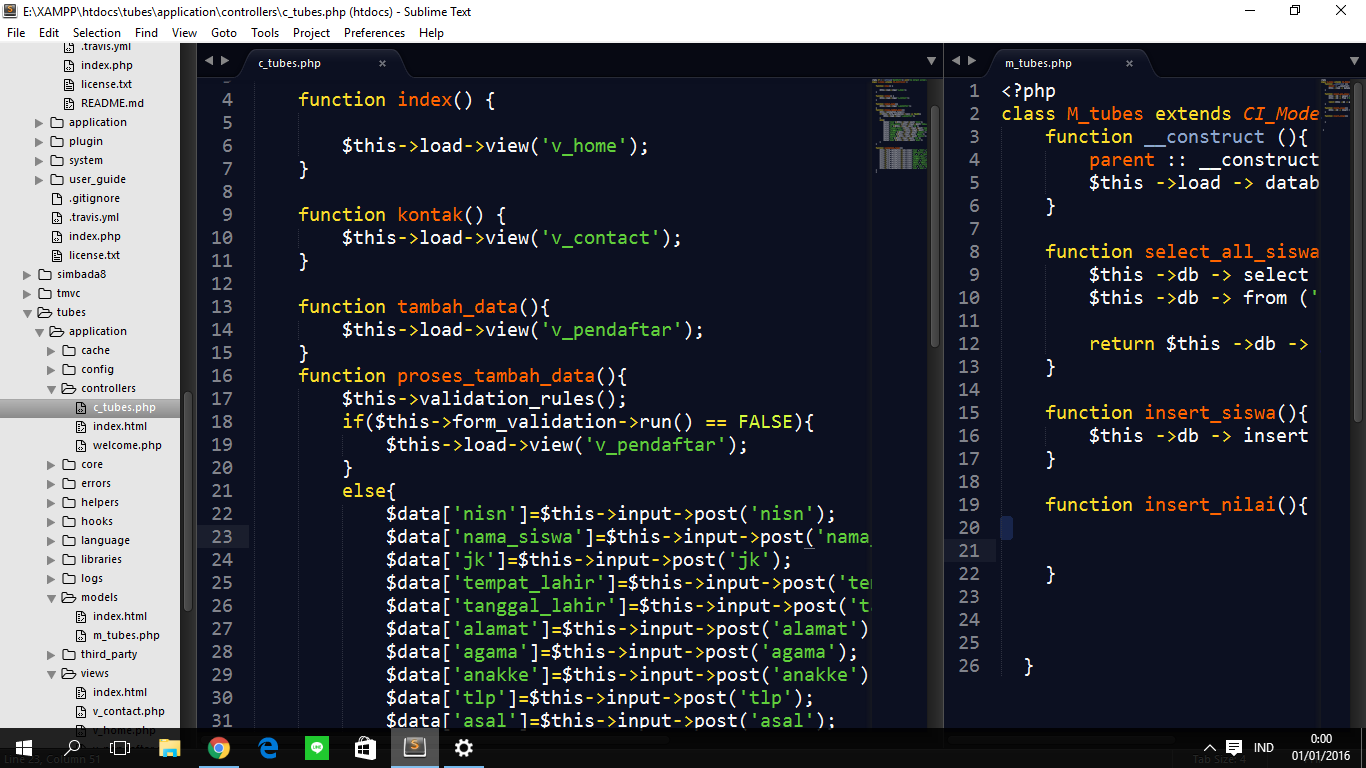 E:\XAMPP\htdocs\tubes\application\controllers\c_tubes.php (htdocs) - Sublime Text
File Edit Selection Find View Goto Tools Project Preferences Help
.travis.yml
index.php
license.txt
README.md
application
plugin
system
user_guide
.gitignore
.travis.yml
index.php
license.txt
simbada8
tmvc
tubes
application
cache
config
controllers
c_tubes.php
index.html
welcome.php
core
errors
helpers
hooks
language
libraries
logs
models
index.html
m_tubes.php
third_party
views
index.html
v_contact.php
v_home.php
c_tubes.php
4 function index() {
5
6 $this->load->view('v_home');
7 }
8
9 function kontak() {
10 $this->load->view('v_contact');
11 }
12
13 function tambah_data(){
14 $this->load->view('v_pendaftar');
15 }
16 function proses_tambah_data(){
17 $this->validation_rules();
18 if($this->form_validation->run() == FALSE){
19 $this->load->view('v_pendaftar');
20 }
21 else{
22 $data['nisn']=$this->input->post('nisn');
23 $data['nama_siswa']=$this->input->post('nama_
24 $data['jk']=$this->input->post('jk');
25 $data['tempat_lahir']=$this->input->post('te
26 $data['tanggal_lahir']=$this->input->post('t
27 $data['alamat']=$this->input->post('alamat')
28 $data['agama']=$this->input->post('agama');
29 $data['anakke']=$this->input->post('anakke')
30 $data['tlp']=$this->input->post('tlp');
31 $data['asal']=$this->input->post('asal');
m_tubes.php
1 <?php
2 class M_tubes extends CI_Mode
3 function __construct (){
4 parent :: __construct
5 $this ->load -> datab
6 }
7
8 function select_all_siswa
9 $this ->db -> select
10 $this ->db -> from ('
11
12 return $this ->db ->
13 }
14
15 function insert_siswa(){
16 $this ->db -> insert
17 }
18
19 function insert_nilai(){
20
21
22 }
23
24
25
26 }
Line 23, Column 51
Tab Size: 4
IND
0:00
01/01/2016